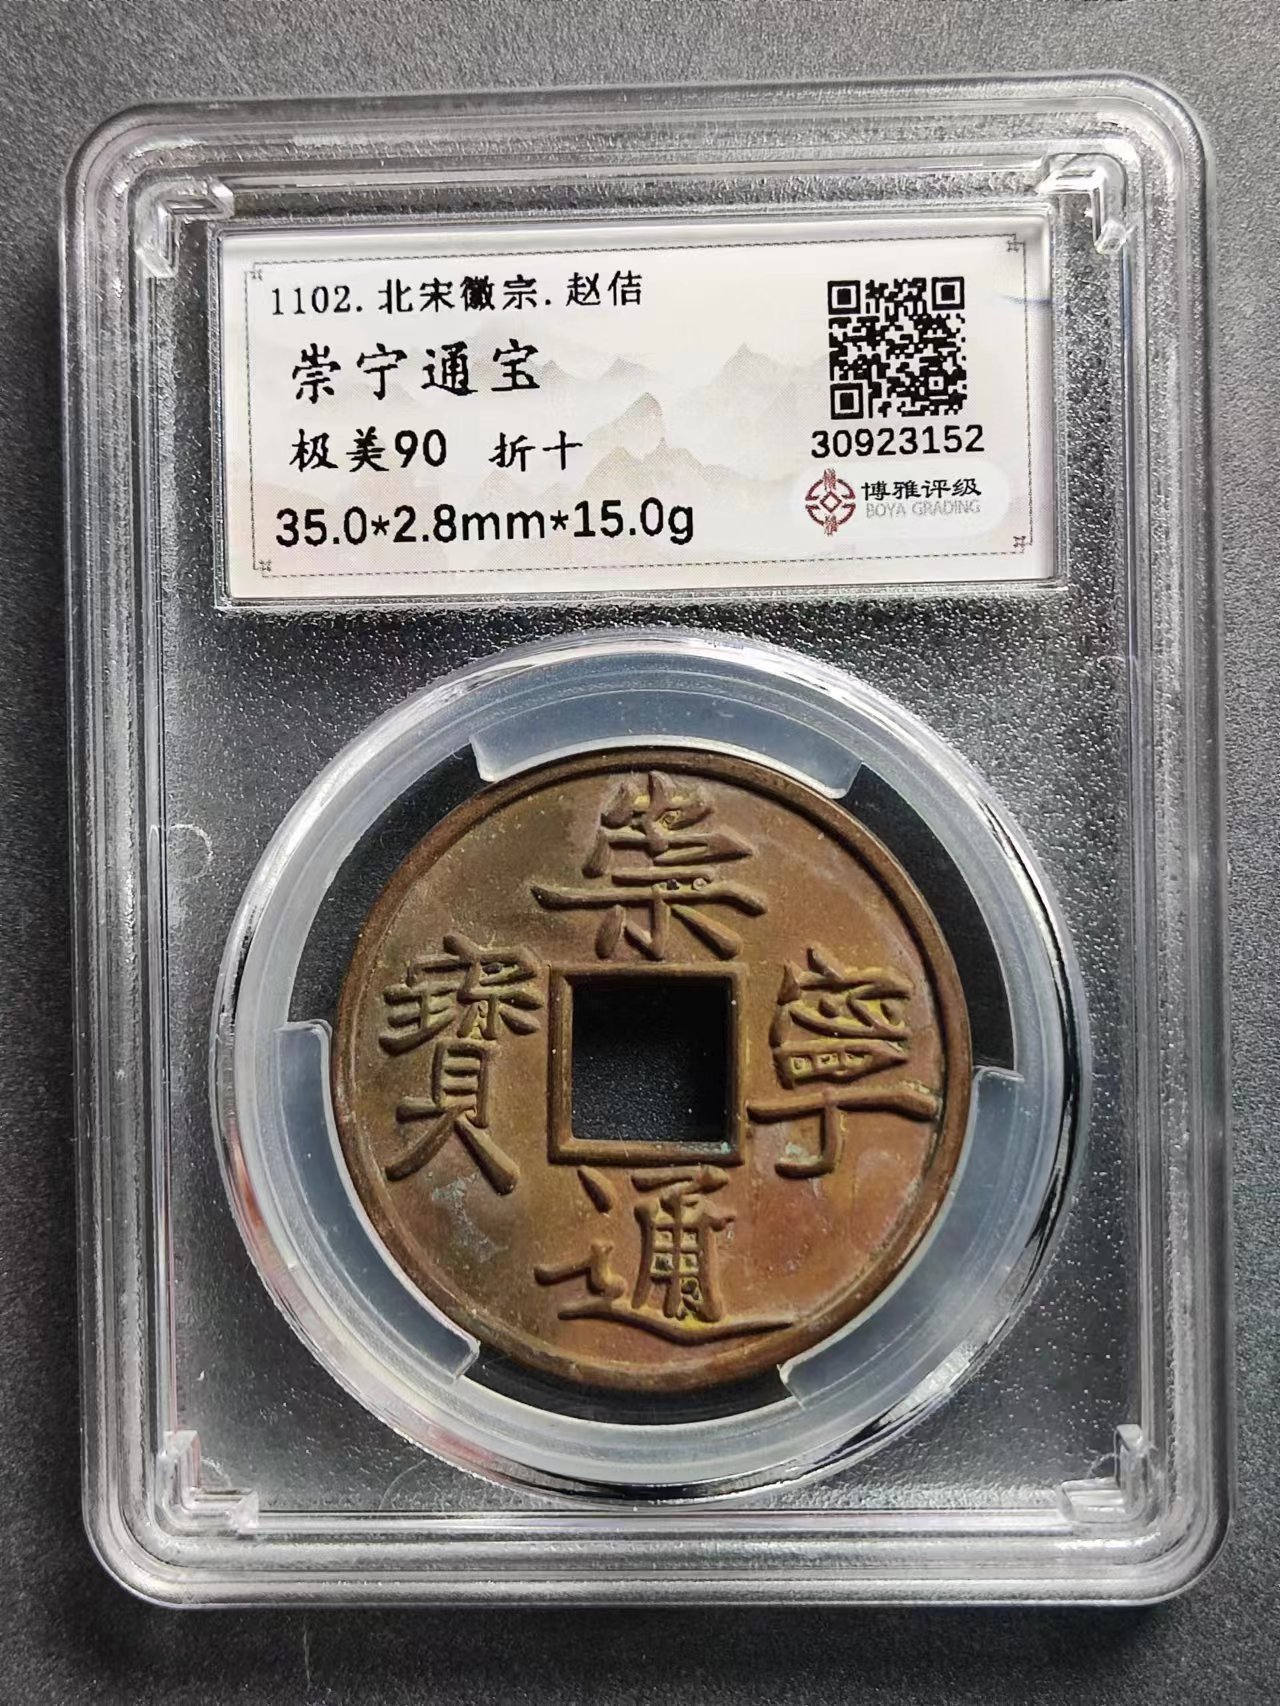 1102.北宋徽宗.赵佶
崇宁通宝
极美90 折十
35.0*2.8mm*15.0g
30923152
博雅评级
BOYA GRADING
崇
寧
通
寶